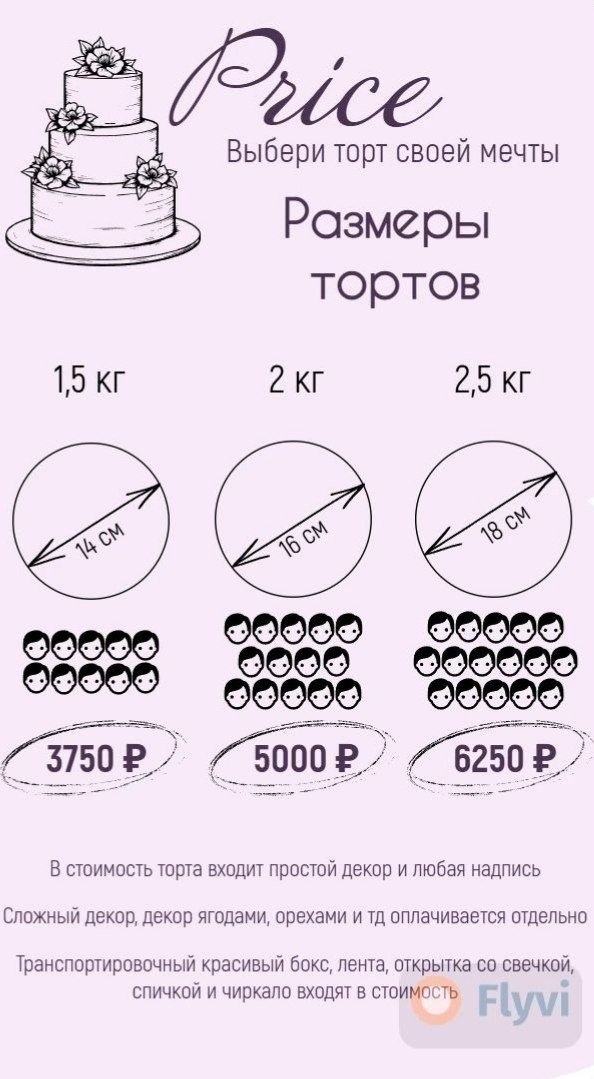 Price
Выбери торт своей мечты
Размеры
тортов
1,5 кг
2 кг
2,5 кг
14 см
16 см
18 см
3750 ₽
5000 ₽
6250 ₽
В стоимость торта входит простой декор и любая надпись
Сложный декор, декор ягодами, орехами и тд оплачивается отдельно
Транспортировочный красивый бокс, лента, открытка со свечкой,
спичкой и чиркало входят в стоимость
Flyvi